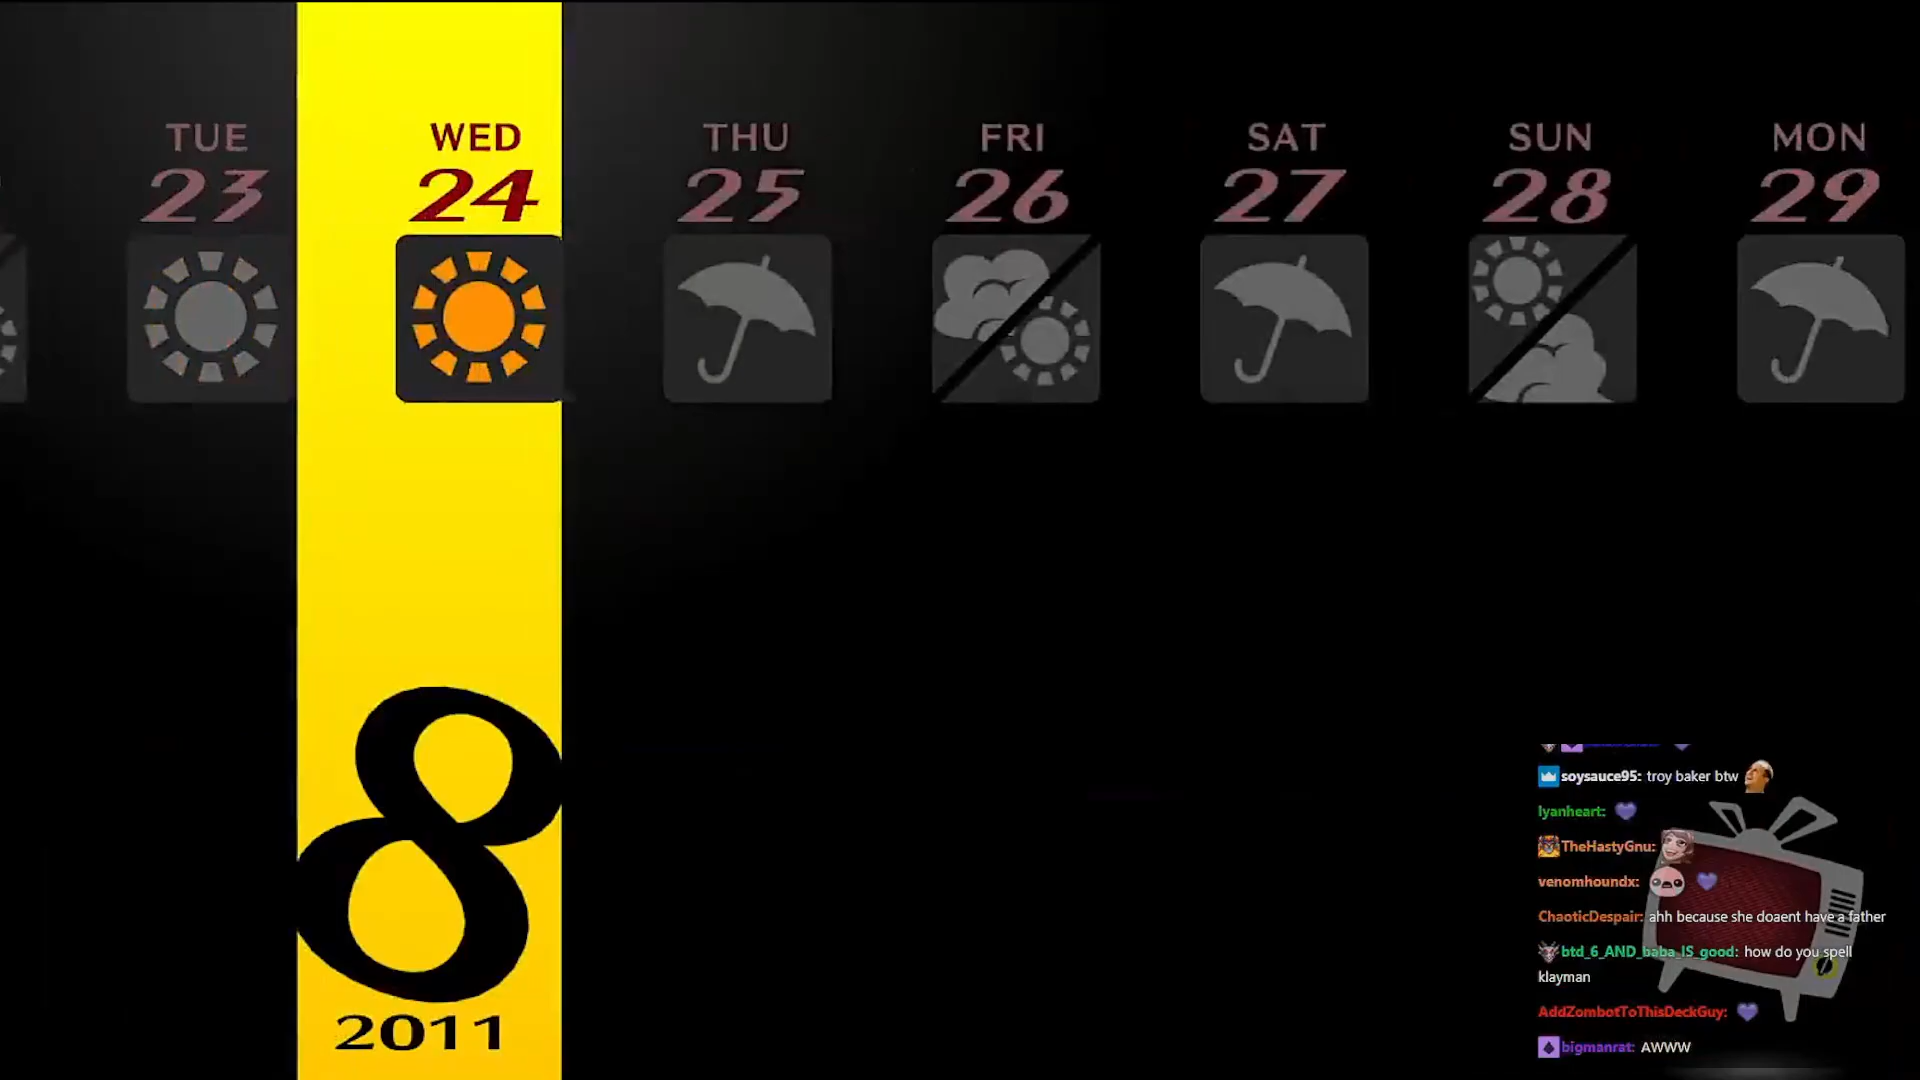 TUE WED THU FRI SAT SUN MON
23 24 25 26 27 28 29
8
2011
soysauce95: troy baker btw
lyanheart:
TheHastyGnu:
venomhoundx:
ChaoticDespair: ahh because she doaent have a father
btd_6_AND_baba_IS_good: how do you spell
klayman
AddZombotToThisDeckGuy:
bigmanrat: AWWW